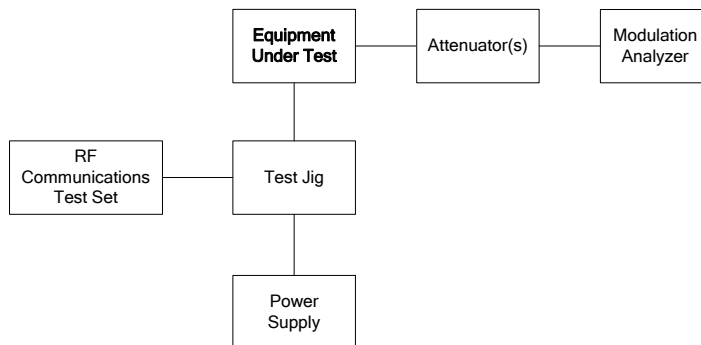 Equipment
Under Test
Attenuator(s)
Modulation
Analyzer
RF
Communications
Test Set
Test Jig
Power
Supply